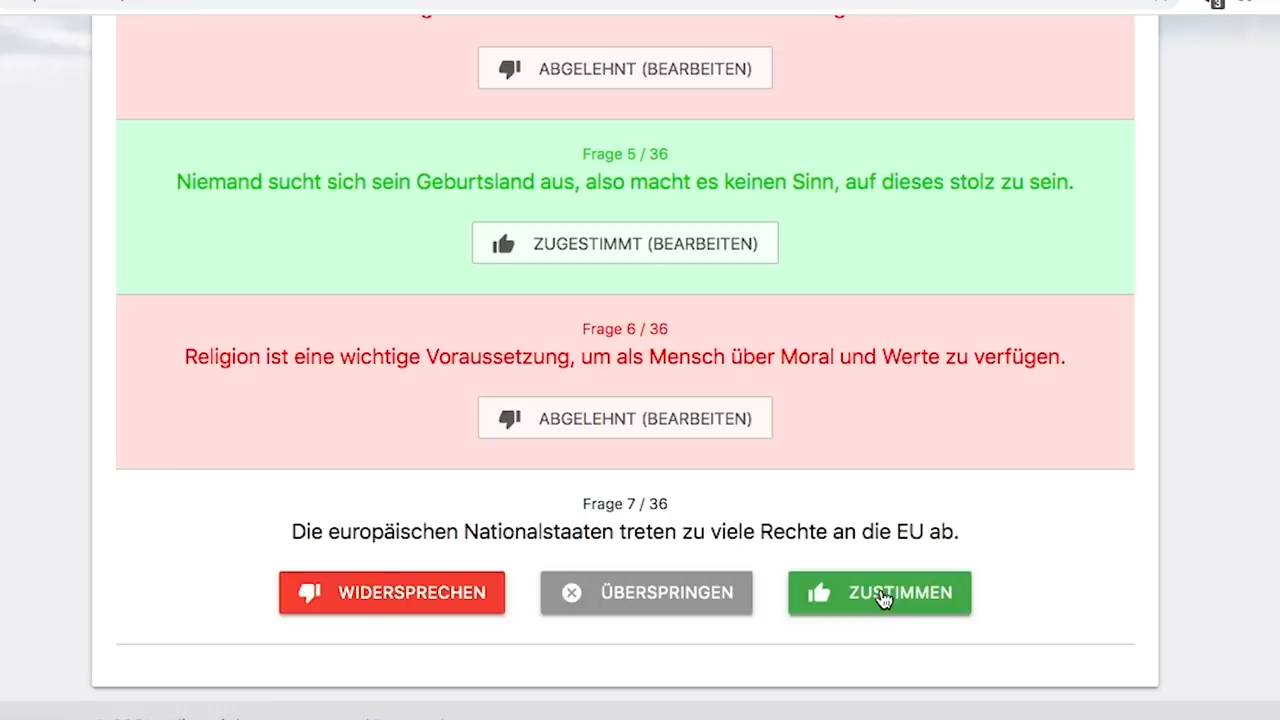 ABGELEHNT (BEARBEITEN)
Frage 5 / 36
Niemand sucht sich sein Geburtsland aus, also macht es keinen Sinn, auf dieses stolz zu sein.
ZUGESTIMMT (BEARBEITEN)
Frage 6 / 36
Religion ist eine wichtige Voraussetzung, um als Mensch über Moral und Werte zu verfügen.
ABGELEHNT (BEARBEITEN)
Frage 7 / 36
Die europäischen Nationalstaaten treten zu viele Rechte an die EU ab.
WIDERSPRECHEN
ÜBERSPRINGEN
ZUSTIMMEN